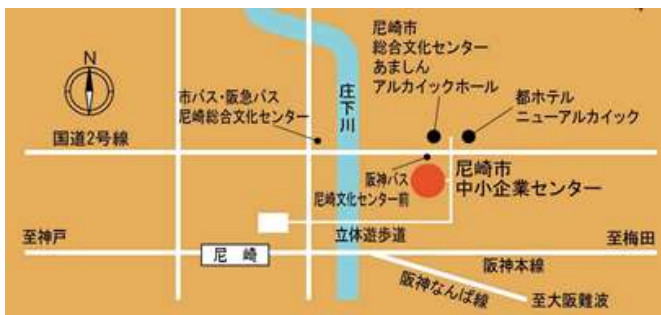 尼崎市
総合文化センター
あましん
アルカイックホール
N
市バス・阪急バス
尼崎総合文化センター
庄下川
都ホテル
ニューアルカイック
国道2号線
阪神バス
尼崎文化センター前
尼崎市
中小企業センター
至神戸
立体遊歩道
至梅田
尼崎
阪神本線
阪神なんば線
至大阪難波